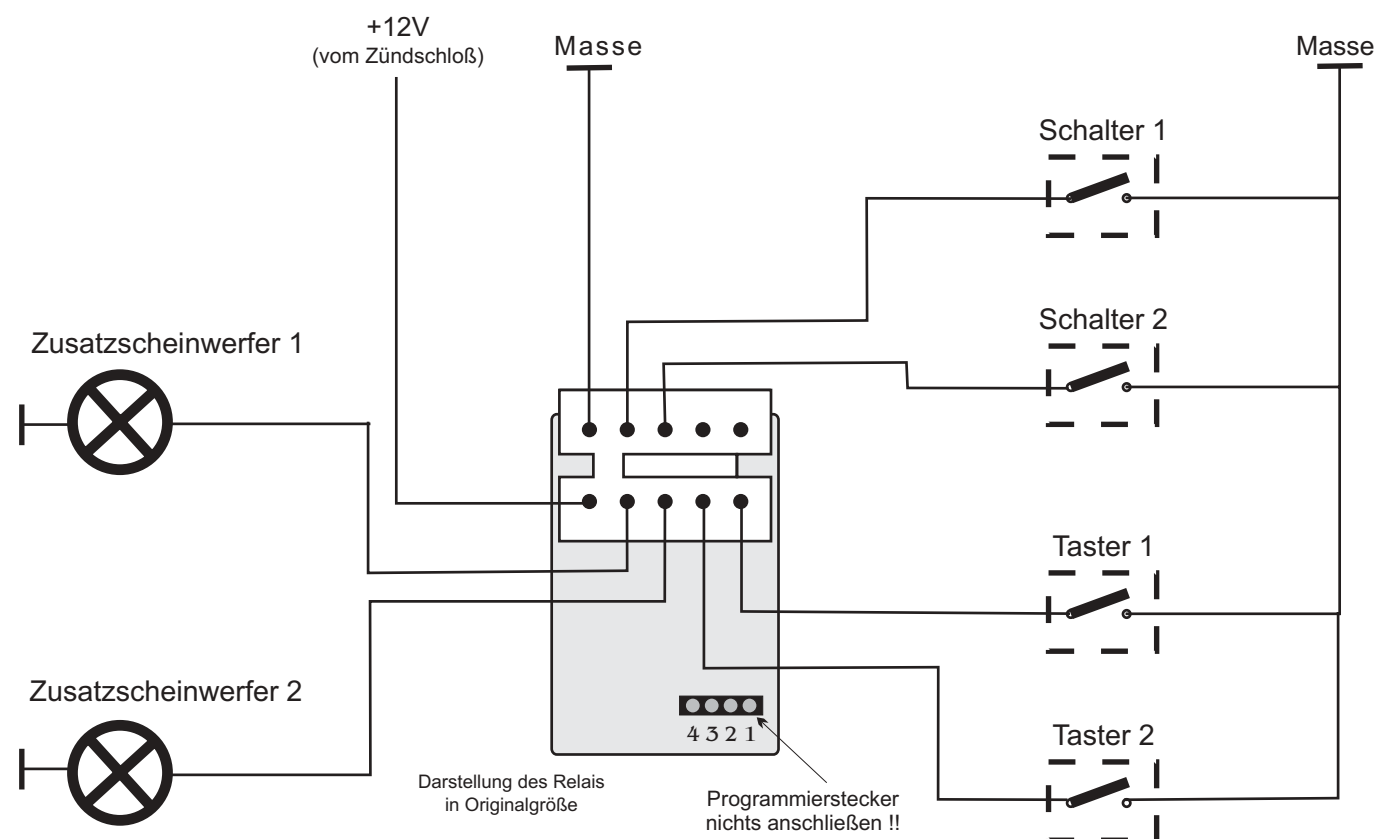 +12V
(vom Zündschloß)
Masse
Masse
Schalter 1
Schalter 2
Zusatzscheinwerfer 1
Taster 1
Zusatzscheinwerfer 2
4 3 2 1
Taster 2
Darstellung des Relais
in Originalgröße
Programmierstecker
nichts anschließen !!